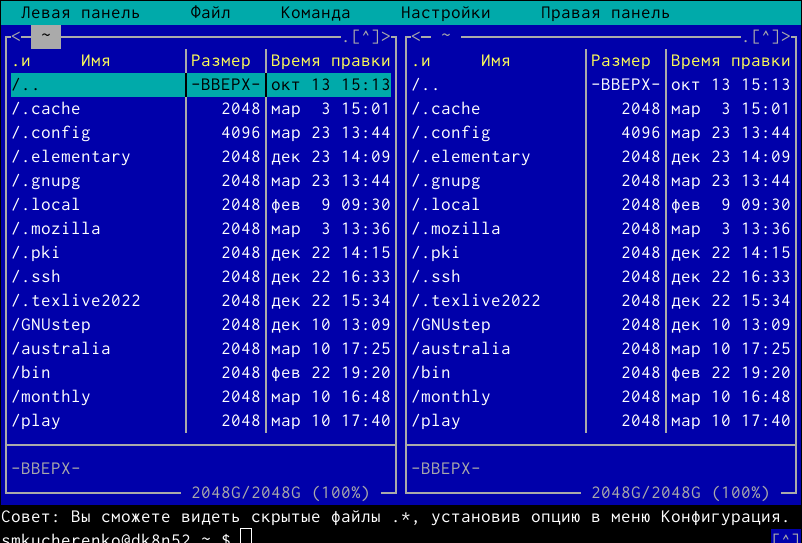 Левая панель Файл Команда Настройки Правая панель
<─ ~ .[^]> <─ ~ .[^]>
.и Имя Размер Время правки .и Имя Размер Время правки
/.. -ВВЕРХ- окт 13 15:13 /.. -ВВЕРХ- окт 13 15:13
/.cache 2048 мар 3 15:01 /.cache 2048 мар 3 15:01
/.config 4096 мар 23 13:44 /.config 4096 мар 23 13:44
/.elementary 2048 дек 23 14:09 /.elementary 2048 дек 23 14:09
/.gnupg 2048 мар 23 13:44 /.gnupg 2048 мар 23 13:44
/.local 2048 фев 9 09:30 /.local 2048 фев 9 09:30
/.mozilla 2048 мар 3 13:36 /.mozilla 2048 мар 3 13:36
/.pki 2048 дек 22 14:15 /.pki 2048 дек 22 14:15
/.ssh 2048 дек 22 16:33 /.ssh 2048 дек 22 16:33
/.texlive2022 2048 дек 22 15:34 /.texlive2022 2048 дек 22 15:34
/GNUstep 2048 дек 10 13:09 /GNUstep 2048 дек 10 13:09
/australia 2048 мар 10 17:25 /australia 2048 мар 10 17:25
/bin 2048 фев 22 19:20 /bin 2048 фев 22 19:20
/monthly 2048 мар 10 16:48 /monthly 2048 мар 10 16:48
/play 2048 мар 10 17:40 /play 2048 мар 10 17:40
-ВВЕРХ- -ВВЕРХ-
2048G/2048G (100%) 2048G/2048G (100%)
Совет: Вы сможете видеть скрытые файлы .*, установив опцию в меню Конфигурация.
smkucherenko@dk8n52 ~ $ [^]